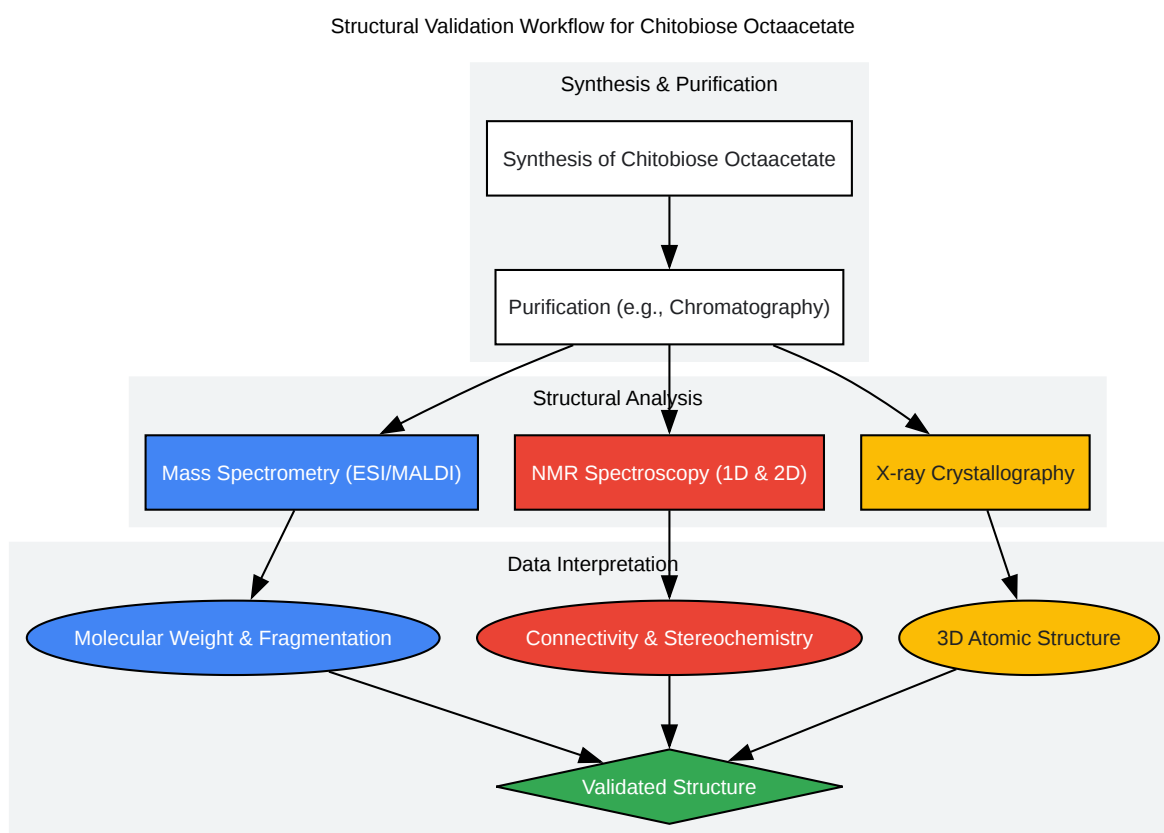 Structural Validation Workflow for Chitobiose Octaacetate
Synthesis & Purification
Synthesis of Chitobiose Octaacetate
Purification (e.g., Chromatography)
Structural Analysis
Mass Spectrometry (ESI/MALDI)
NMR Spectroscopy (1D & 2D)
X-ray Crystallography
Data Interpretation
Molecular Weight & Fragmentation
Connectivity & Stereochemistry
3D Atomic Structure
Validated Structure